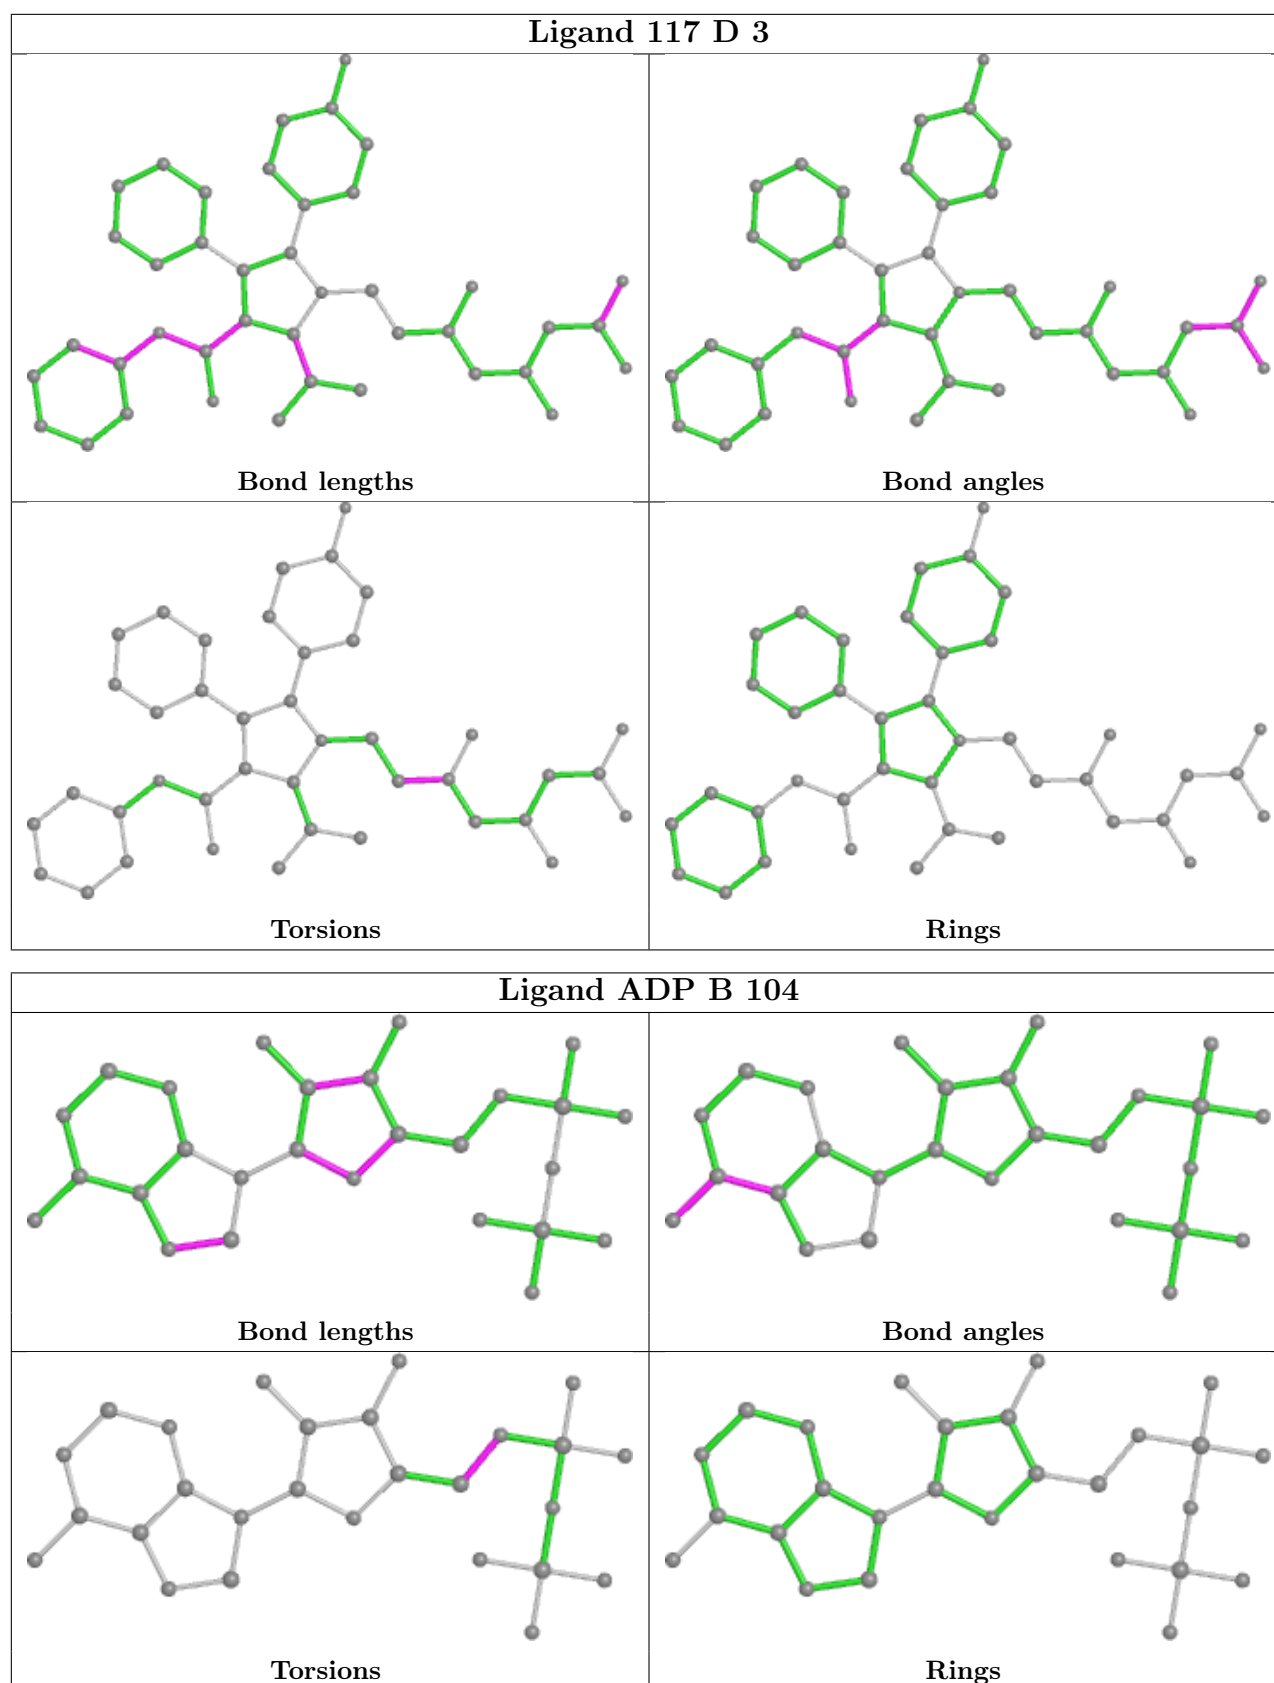 Ligand 117 D 3
Bond lengths
Bond angles
Torsions
Rings
Ligand ADP B 104
Bond lengths
Bond angles
Torsions
Rings